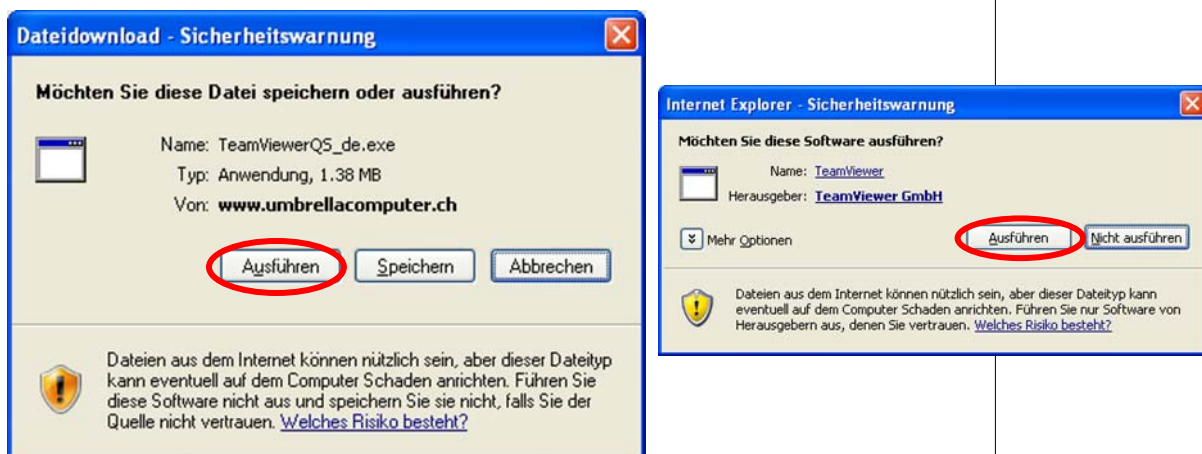 Dateidownload - Sicherheitswarnung
Möchten Sie diese Datei speichern oder ausführen?
Name: TeamViewerQS_de.exe
Typ: Anwendung, 1.38 MB
Von: www.umbrellacomputer.ch
Ausführen
Speichern
Abbrechen
Dateien aus dem Internet können nützlich sein, aber dieser Dateityp
kann eventuell auf dem Computer Schaden anrichten. Führen Sie
diese Software nicht aus und speichern Sie sie nicht, falls Sie der
Quelle nicht vertrauen. Welches Risiko besteht?
Internet Explorer - Sicherheitswarnung
Möchten Sie diese Software ausführen?
Name: TeamViewer
Herausgeber: TeamViewer GmbH
Mehr Optionen
Ausführen
Nicht ausführen
Dateien aus dem Internet können nützlich sein, aber dieser Dateityp kann
eventuell auf dem Computer Schaden anrichten. Führen Sie nur Software von
Herausgebern aus, denen Sie vertrauen. Welches Risiko besteht?